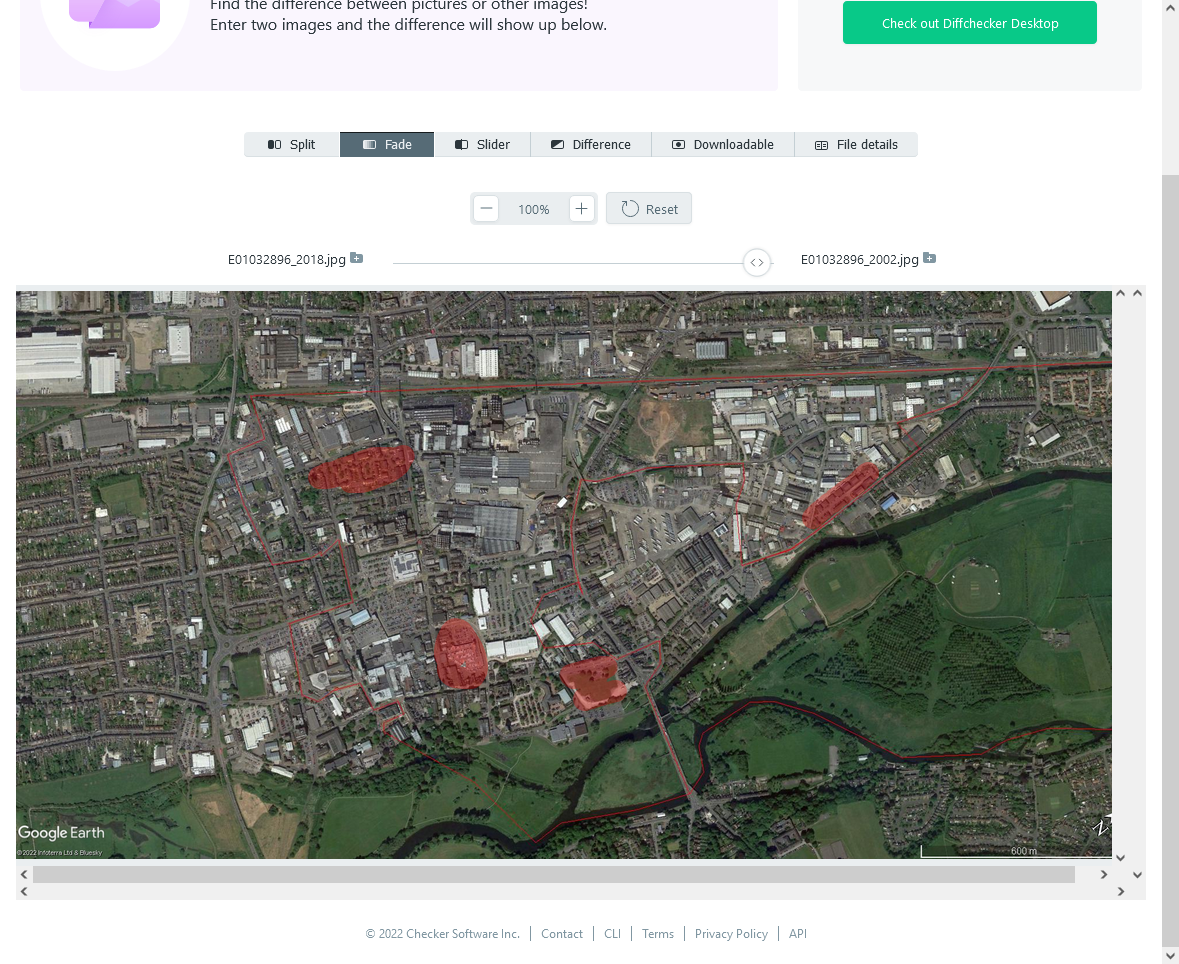 Find the difference between pictures or other images!
Enter two images and the difference will show up below.
Check out Diffchecker Desktop
Split
Fade
Slider
Difference
Downloadable
File details
100%
Reset
E01032896_2018.jpg
E01032896_2002.jpg
Google Earth
©2022 Infoterra Ltd & Bluesky
600 m
© 2022 Checker Software Inc.
Contact
CLI
Terms
Privacy Policy
API